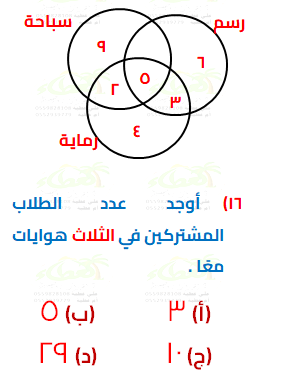 سباحة
رسم
٩
٦
٥
٢
٣
٤
رماية
١٦) أوجد عدد الطلاب
المشتركين في الثلاث هوايات
معًا .
(أ) ٣ (ب) ٥
(ج) ١٠ (د) ٢٩